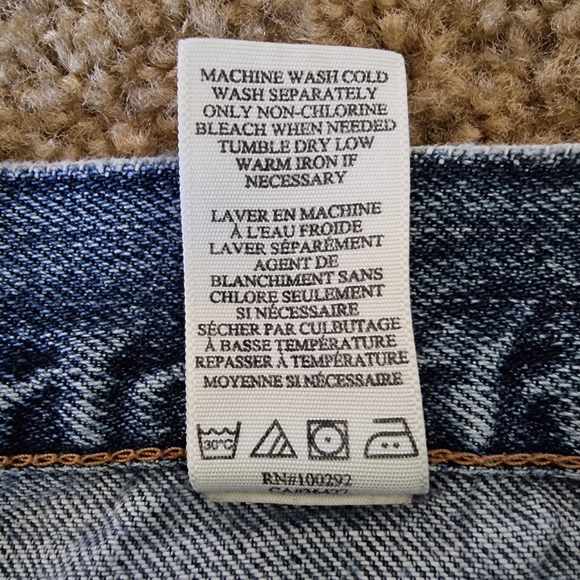 MACHINE WASH COLD
WASH SEPARATELY
ONLY NON-CHLORINE
BLEACH WHEN NEEDED
TUMBLE DRY LOW
WARM IRON IF
NECESSARY
LAVER EN MACHINE
À L'EAU FROIDE
LAVER SÉPARÉMENT
AGENT DE
BLANCHIMENT SANS
CHLORE SEULEMENT
SI NÉCESSAIRE
SÉCHER PAR CULBUTAGE
À BASSE TEMPÉRATURE
REPASSER À TEMPÉRATURE
MOYENNE SI NÉCESSAIRE
30°C
RN#100292